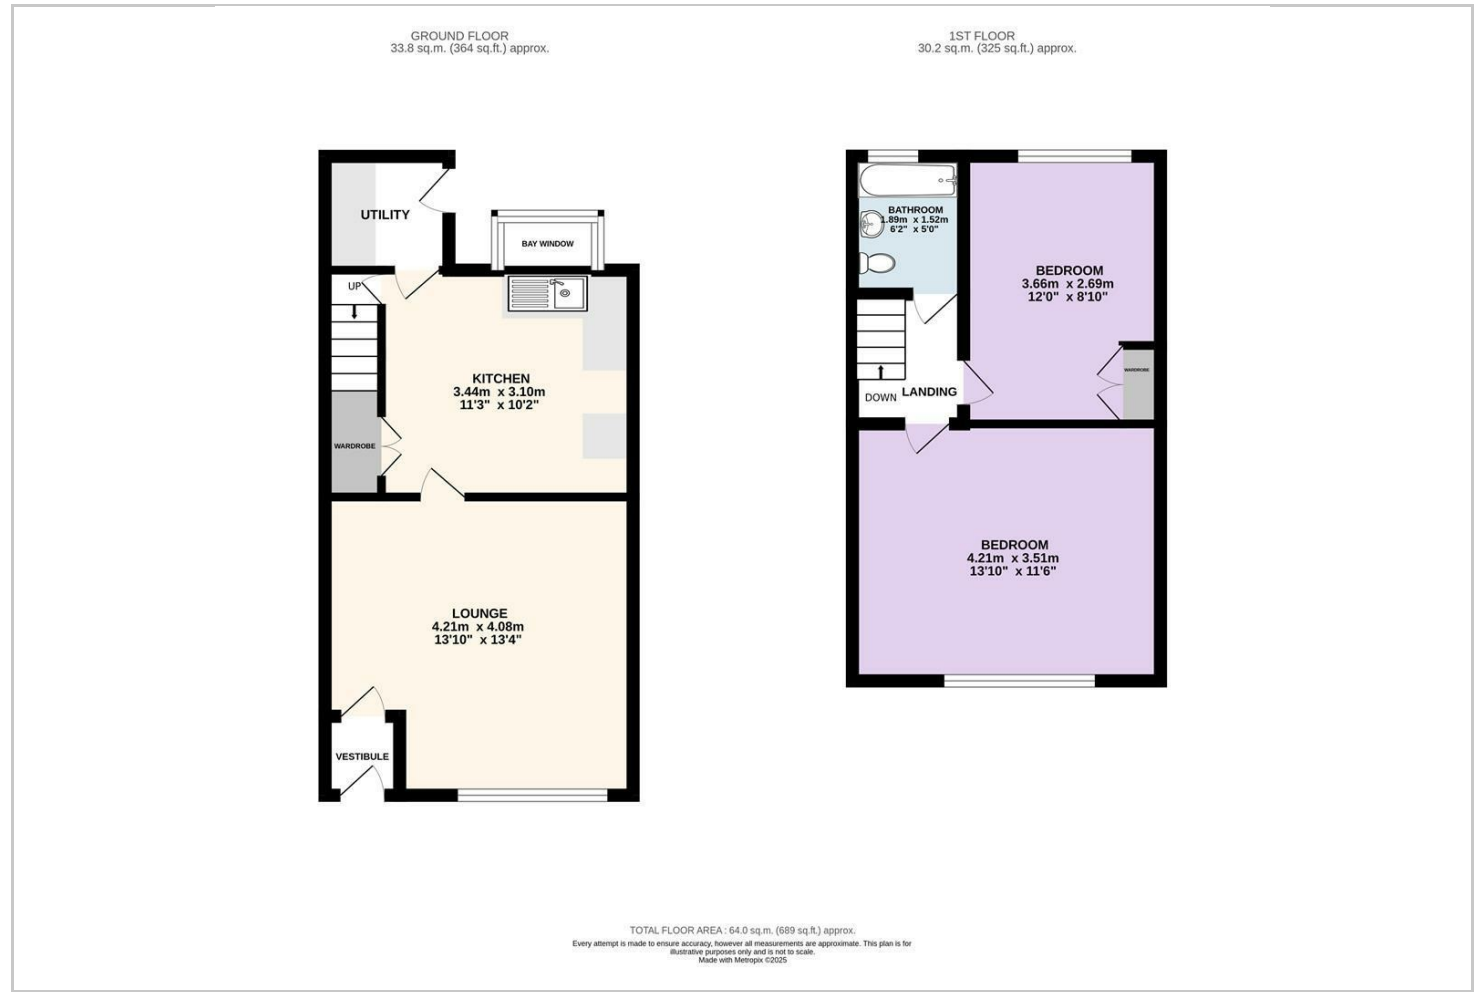 GROUND FLOOR
33.8 sq.m. (364 sq.ft.) approx.
1ST FLOOR
30.2 sq.m. (325 sq.ft.) approx.
UTILITY
BAY WINDOW
UP
KITCHEN
3.44m x 3.10m
11'3" x 10'2"
WARDROBE
LOUNGE
4.21m x 4.08m
13'10" x 13'4"
VESTIBULE
BATHROOM
1.89m x 1.52m
6'2" x 5'0"
BEDROOM
3.66m x 2.69m
12'0" x 8'10"
WARDROBE
LANDING
DOWN
BEDROOM
4.21m x 3.51m
13'10" x 11'6"
TOTAL FLOOR AREA : 64.0 sq.m. (689 sq.ft.) approx.
Every attempt is made to ensure accuracy, however all measurements are approximate. This plan is for
illustrative purposes only and is not to scale.
Made with Metropix ©2025